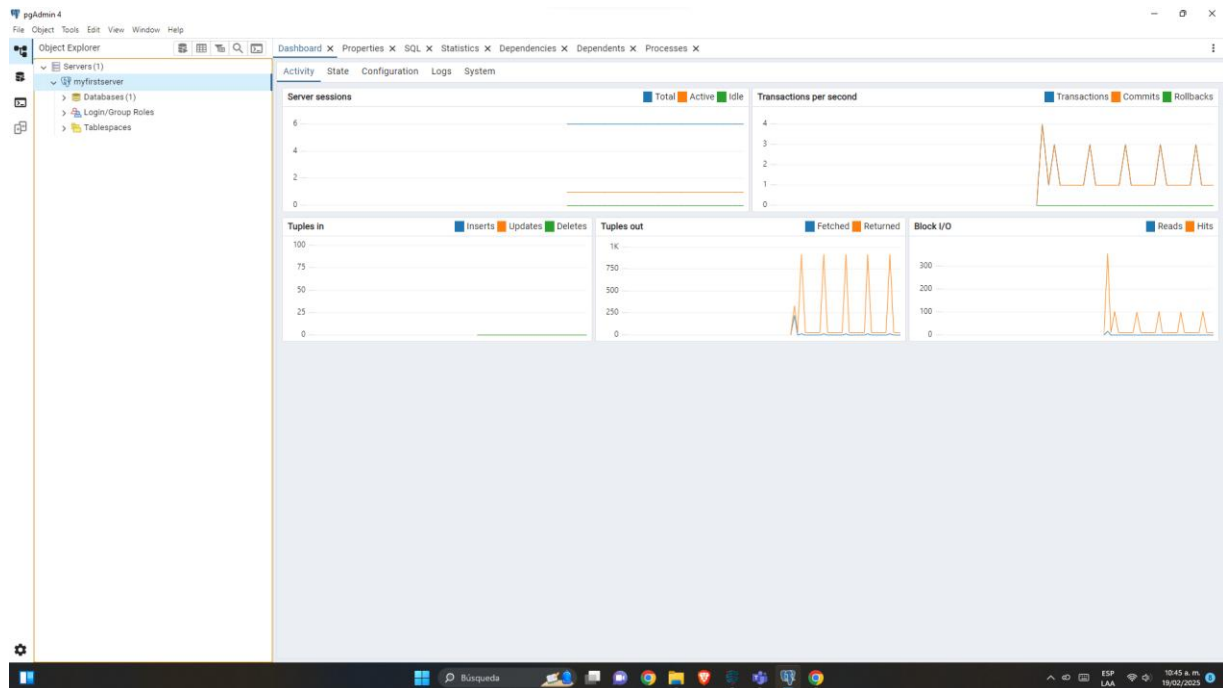 pgAdmin 4
File Object Tools Edit View Window Help
Object Explorer
Servers (1)
myfirstserver
Databases (1)
Login/Group Roles
Tablespaces
Dashboard Properties SQL Statistics Dependencies Dependents Processes
Activity State Configuration Logs System
Server sessions
Total Active Idle
6
4
2
0
Transactions per second
Transactions Commits Rollbacks
4
3
2
1
0
Tuples in
Inserts Updates Deletes
100
75
50
25
0
Tuples out
Fetched Returned
1K
750
500
250
0
Block I/O
Reads Hits
300
200
100
0
Búsqueda
ESP
LAA
10:45 a. m.
19/02/2025